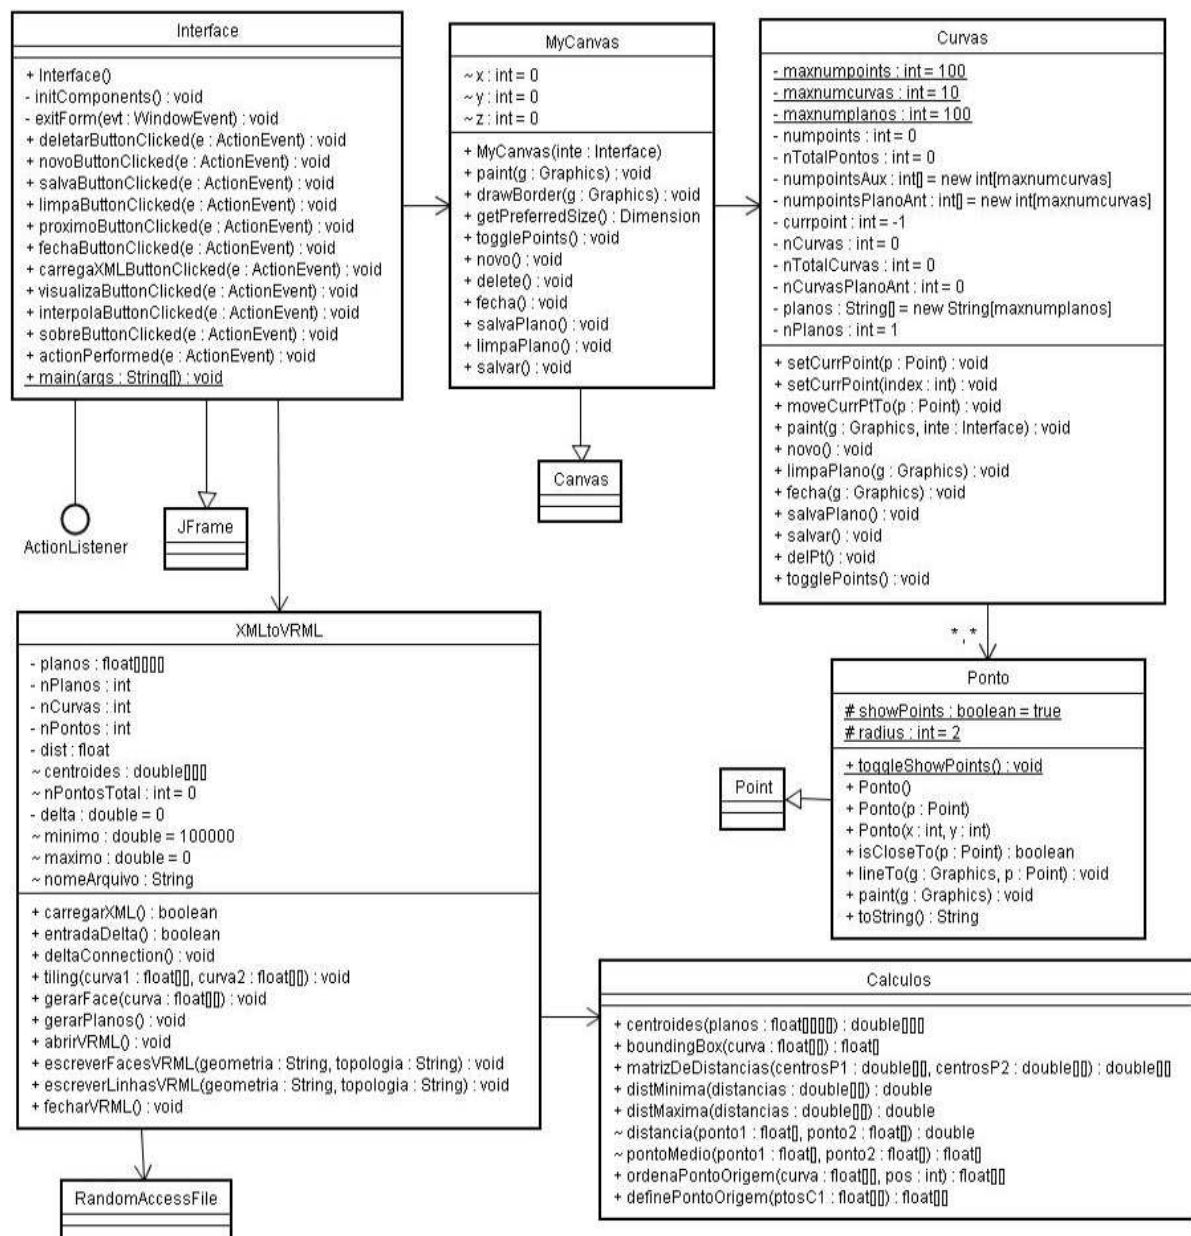 Interface
+ Interface()
- initComponents() : void
- exitForm(evt : WindowEvent) : void
+ deletarButtonClicked(e : ActionEvent) : void
+ novoButtonClicked(e : ActionEvent) : void
+ salvaButtonClicked(e : ActionEvent) : void
+ limpaButtonClicked(e : ActionEvent) : void
+ proximoButtonClicked(e : ActionEvent) : void
+ fechaButtonClicked(e : ActionEvent) : void
+ carregaXMLButtonClicked(e : ActionEvent) : void
+ visualizaButtonClicked(e : ActionEvent) : void
+ interpolaButtonClicked(e : ActionEvent) : void
+ sobreButtonClicked(e : ActionEvent) : void
+ actionPerformed(e : ActionEvent) : void
+ main(args : String[]) : void
MyCanvas
~ x : int = 0
~ y : int = 0
~ z : int = 0
+ MyCanvas(inte : Interface)
+ paint(g : Graphics) : void
+ drawBorder(g : Graphics) : void
+ getPreferredSize() : Dimension
+ togglePoints() : void
+ novo() : void
+ delete() : void
+ fecha() : void
+ salvaPlano() : void
+ limpaPlano() : void
+ salvar() : void
Curvas
- maxnumpoints : int = 100
- maxnumcurvas : int = 10
- maxnumplanos : int = 100
- numpoints : int = 0
- nTotalPontos : int = 0
- numpointsAux : int[] = new int[maxnumcurvas]
- numpointsPlanoAnt : int[] = new int[maxnumcurvas]
- currpoint : int = -1
- nCurvas : int = 0
- nTotalCurvas : int = 0
- nCurvasPlanoAnt : int = 0
- planos : String[] = new String[maxnumplanos]
- nPlanos : int = 1
+ setCurrPoint(p : Point) : void
+ setCurrPoint(index : int) : void
+ moveCurrPtTo(p : Point) : void
+ paint(g : Graphics, inte : Interface) : void
+ novo() : void
+ limpaPlano(g : Graphics) : void
+ fecha(g : Graphics) : void
+ salvaPlano() : void
+ salvar() : void
+ delPt() : void
+ togglePoints() : void
Canvas
ActionListener
JFrame
*, *
XMLtoVRML
- planos : float[][][][]
- nPlanos : int
- nCurvas : int
- nPontos : int
- dist : float
~ centroides : double[][][]
~ nPontosTotal : int = 0
- delta : double = 0
~ minimo : double = 100000
~ maximo : double = 0
~ nomeArquivo : String
+ carregarXML() : boolean
+ entradaDelta() : boolean
+ deltaConnection() : void
+ tiling(curva1 : float[][], curva2 : float[][]) : void
+ gerarFace(curva : float[][]) : void
+ gerarPlanos() : void
+ abrirVRML() : void
+ escreverFacesVRML(geometria : String, topologia : String) : void
+ escreverLinhasVRML(geometria : String, topologia : String) : void
+ fecharVRML() : void
Ponto
# showPoints : boolean = true
# radius : int = 2
+ toggleShowPoints() : void
+ Ponto()
+ Ponto(p : Point)
+ Ponto(x : int, y : int)
+ isCloseTo(p : Point) : boolean
+ lineTo(g : Graphics, p : Point) : void
+ paint(g : Graphics) : void
+ toString() : String
Point
Calculos
+ centroides(planos : float[][][][]) : double[][][]
+ boundingBox(curva : float[][]) : float[]
+ matrizDeDistancias(centrosP1 : double[][], centrosP2 : double[][]) : double[][]
+ distMinima(distancias : double[][]) : double
+ distMaxima(distancias : double[][]) : double
~ distancia(ponto1 : float[], ponto2 : float[]) : double
~ pontoMedio(ponto1 : float[], ponto2 : float[]) : float[]
+ ordenaPontoOrigem(curva : float[][], pos : int) : float[][]
+ definePontoOrigem(ptosC1 : float[][]) : float[][]
RandomAccessFile